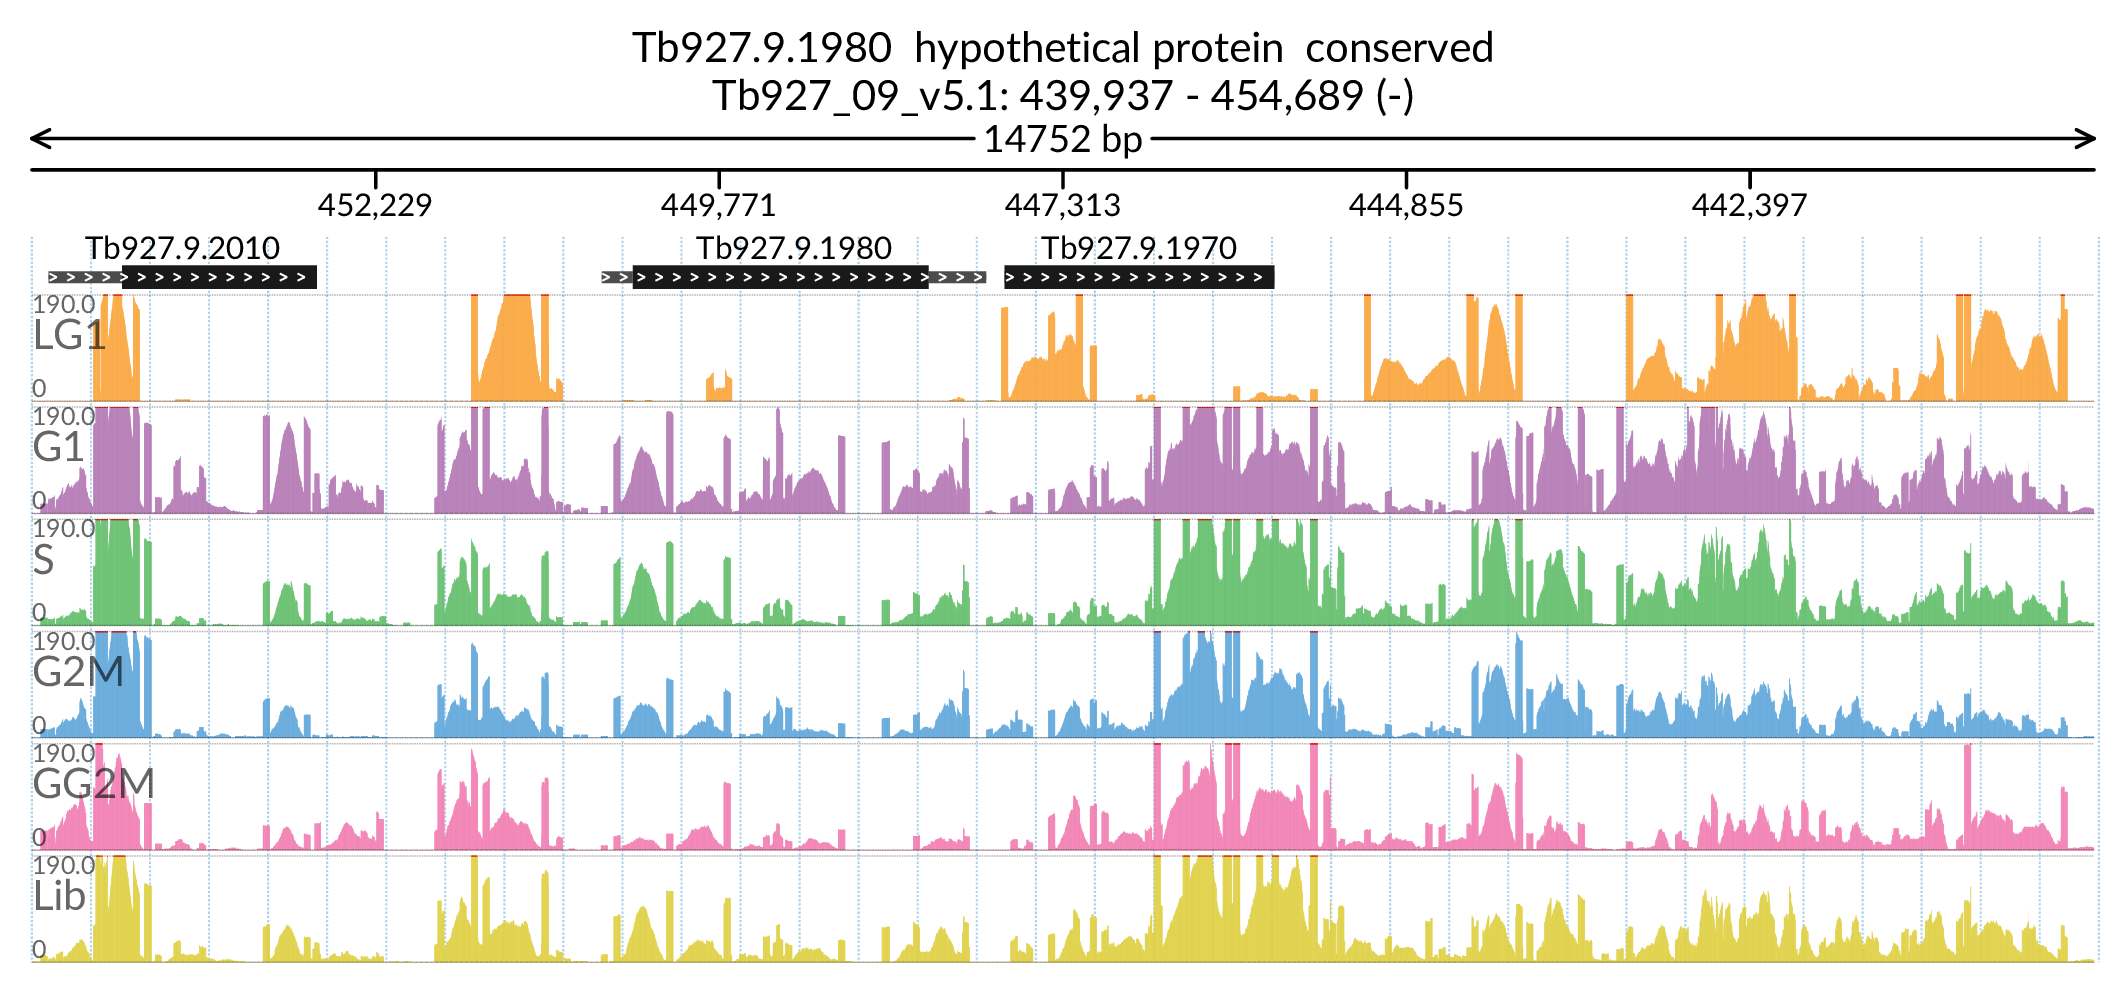 Tb927.9.1980  hypothetical protein  conserved
Tb927_09_v5.1: 439,937 - 454,689 (-)
14752 bp
452,229 449,771 447,313 444,855 442,397
Tb927.9.2010 Tb927.9.1980 Tb927.9.1970
190.0
LG1
0
190.0
G1
0
190.0
S
0
190.0
G2M
0
190.0
GG2M
0
190.0
Lib
0